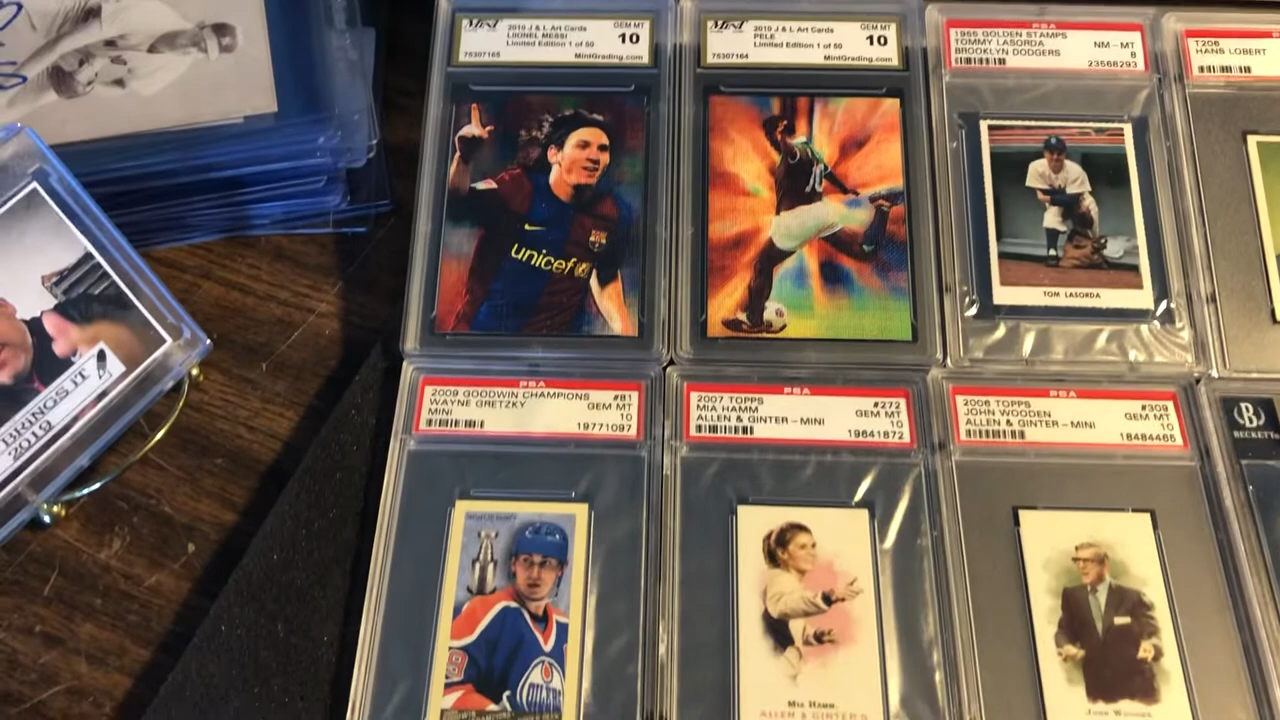 Mint
2010 J & L Art Cards
LIONEL MESSI
Limited Edition 1 of 50
GEM MT
10
75307165
MintGrading.com
unicef
Mint
2010 J & L Art Cards
PELE
Limited Edition 1 of 50
GEM MT
10
75307164
MintGrading.com
10
PSA
1955 GOLDEN STAMPS
TOMMY LASORDA
BROOKLYN DODGERS
NM-MT
8
23568293
TOM LASORDA
T206
HANS LOBERT
BRINGS IT
2019
PSA
2009 GOODWIN CHAMPIONS
WAYNE GRETZKY
MINI
#81
GEM MT
10
19771097
OILERS
PSA
2007 TOPPS
MIA HAMM
ALLEN & GINTER-MINI
#272
GEM MT
10
19641872
MIA HAMM
ALLEN & GINTER'S
PSA
2006 TOPPS
JOHN WOODEN
ALLEN & GINTER-MINI
#309
GEM MT
10
18484465
JOHN WOODEN
B
BECKETT